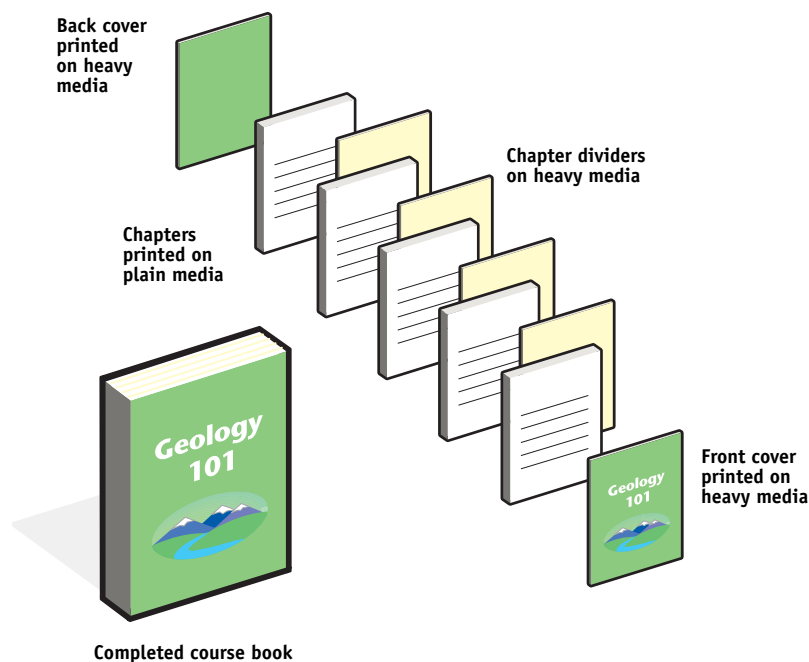 Back cover
printed
on heavy
media
Chapter dividers
on heavy media
Chapters
printed on
plain media
Geology
101
Front cover
printed on
heavy media
Geology
101
Completed course book